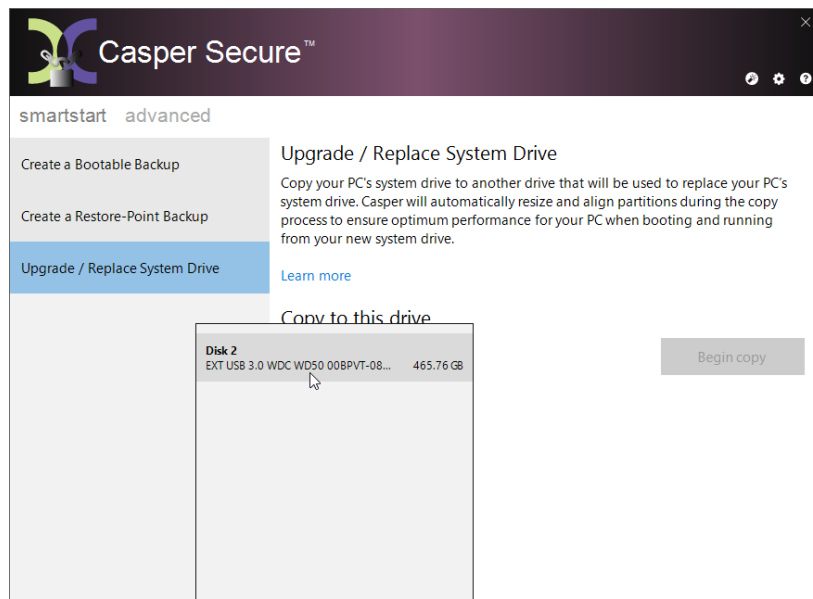 Casper Secure™
smartstart advanced
Create a Bootable Backup
Create a Restore-Point Backup
Upgrade / Replace System Drive
Upgrade / Replace System Drive
Copy your PC's system drive to another drive that will be used to replace your PC's
system drive. Casper will automatically resize and align partitions during the copy
process to ensure optimum performance for your PC when booting and running
from your new system drive.
Learn more
Copy to this drive
Disk 2
EXT USB 3.0 WDC WD50 00BPVT-08... 465.76 GB
Begin copy